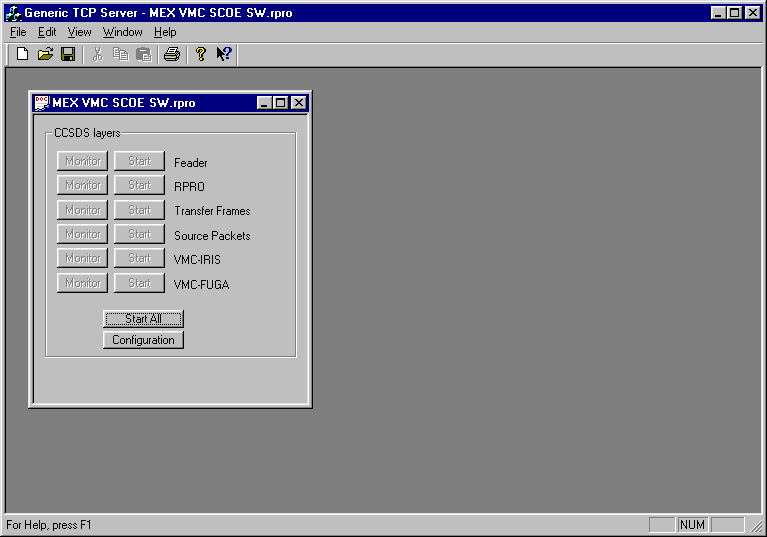 Generic TCP Server - MEX VMC SCOE SW.rpro
File Edit View Window Help
MEX VMC SCOE SW.rpro
CCSDS layers
Monitor Start Feader
Monitor Start RPRO
Monitor Start Transfer Frames
Monitor Start Source Packets
Monitor Start VMC-IRIS
Monitor Start VMC-FUGA
Start All
Configuration
For Help, press F1 NUM